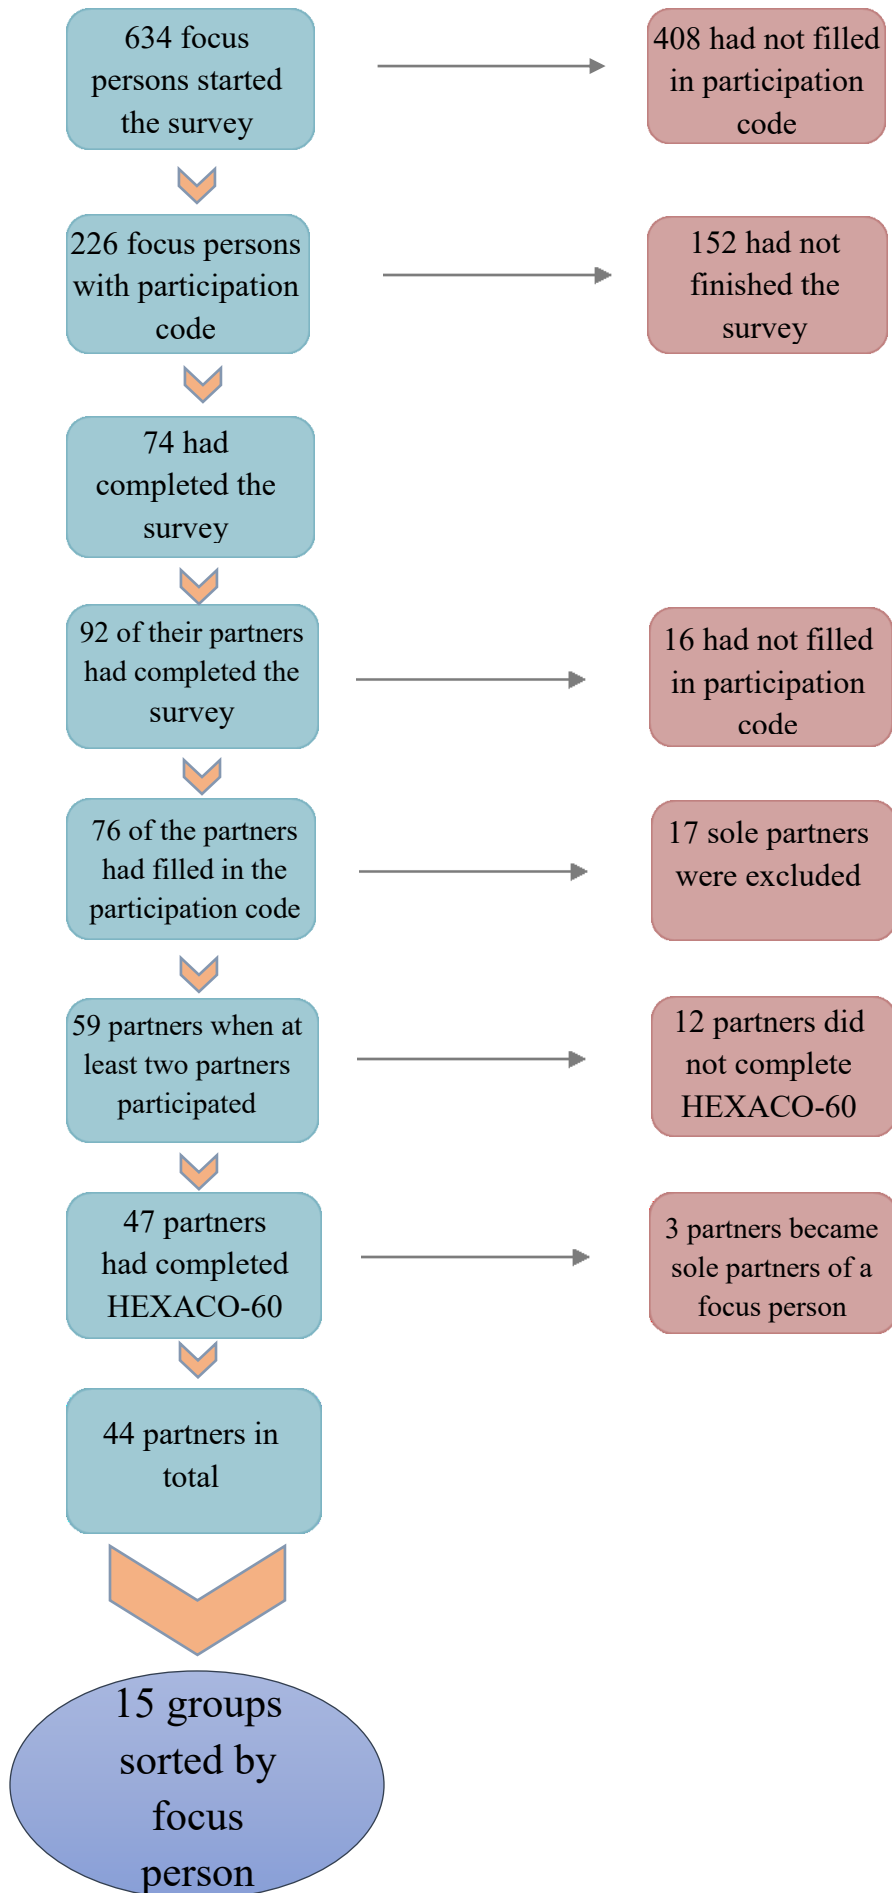 634 focus
persons started
the survey
408 had not filled
in participation
code
226 focus persons
with participation
code
152 had not
finished the
survey
74 had
completed the
survey
92 of their partners
had completed the
survey
16 had not filled
in participation
code
76 of the partners
had filled in the
participation code
17 sole partners
were excluded
59 partners when at
least two partners
participated
12 partners did
not complete
HEXACO-60
47 partners
had completed
HEXACO-60
3 partners became
sole partners of a
focus person
44 partners in
total
15 groups
sorted by
focus
person